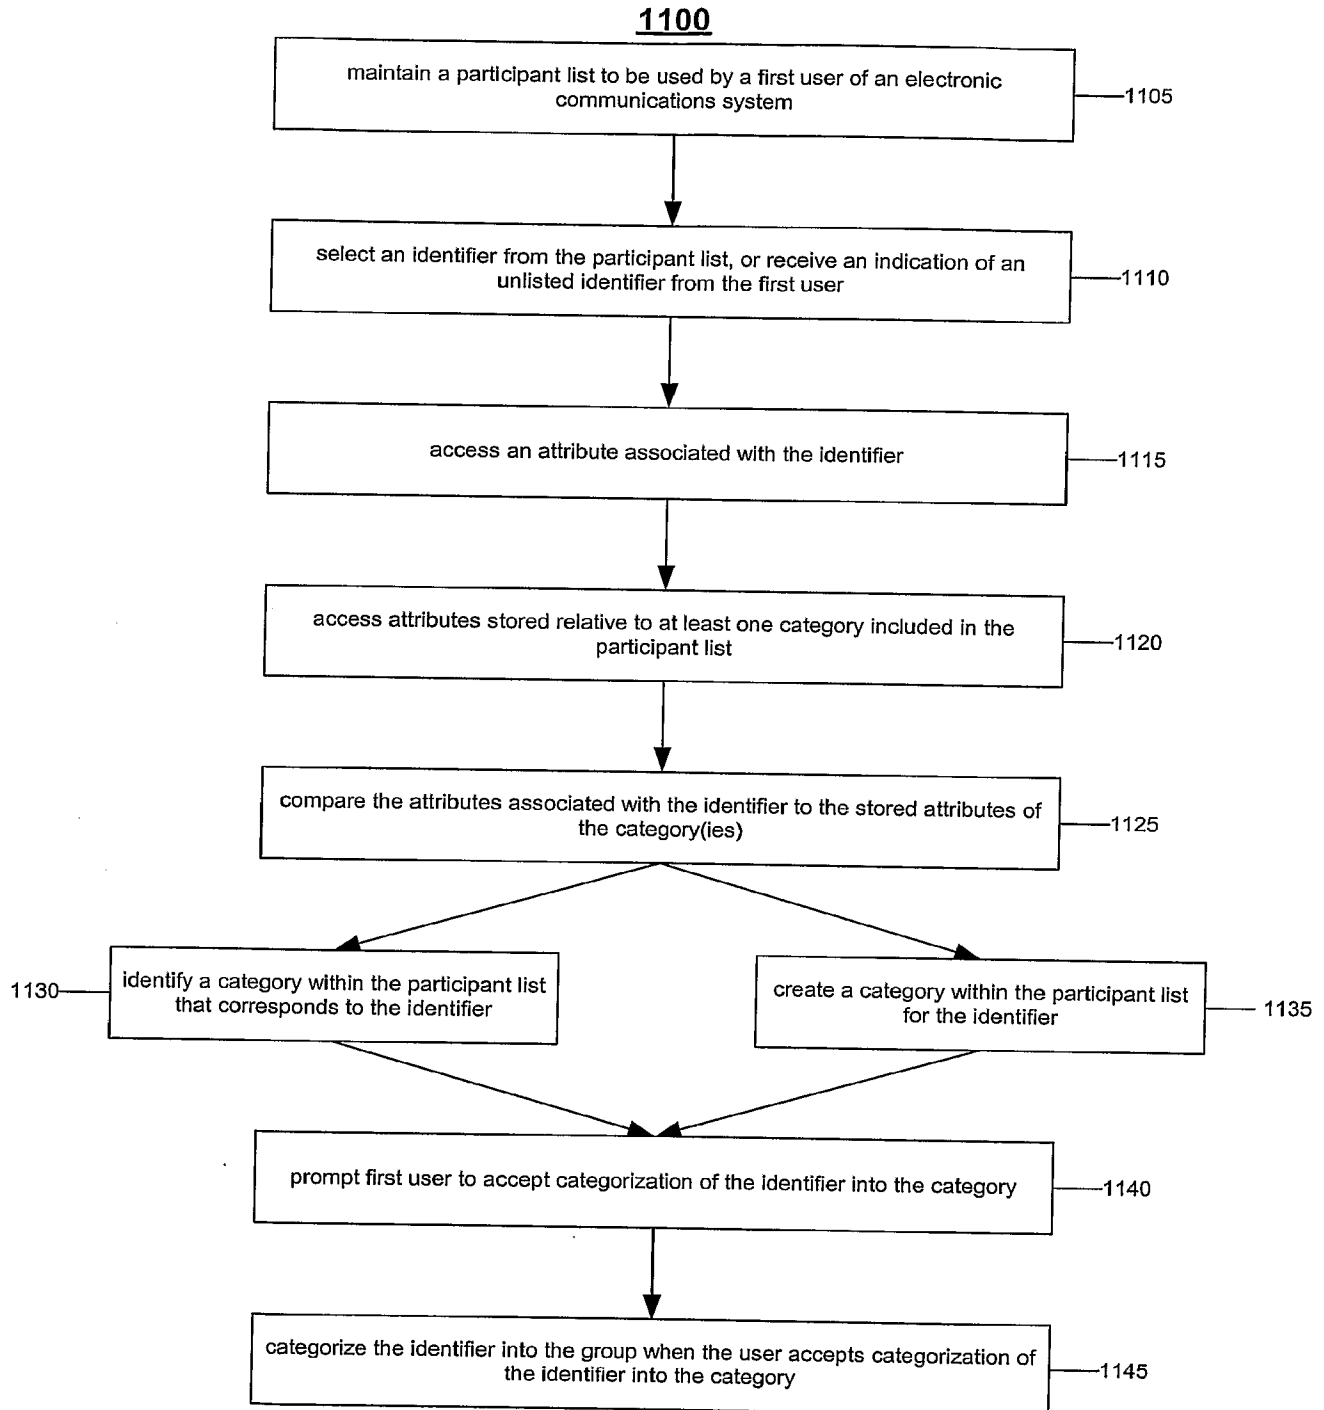 1100
maintain a participant list to be used by a first user of an electronic
communications system
1105
select an identifier from the participant list, or receive an indication of an
unlisted identifier from the first user
1110
access an attribute associated with the identifier
1115
access attributes stored relative to at least one category included in the
participant list
1120
compare the attributes associated with the identifier to the stored attributes of
the category(ies)
1125
1130
identify a category within the participant list
that corresponds to the identifier
create a category within the participant list
for the identifier
1135
prompt first user to accept categorization of the identifier into the category
1140
categorize the identifier into the group when the user accepts categorization of
the identifier into the category
1145